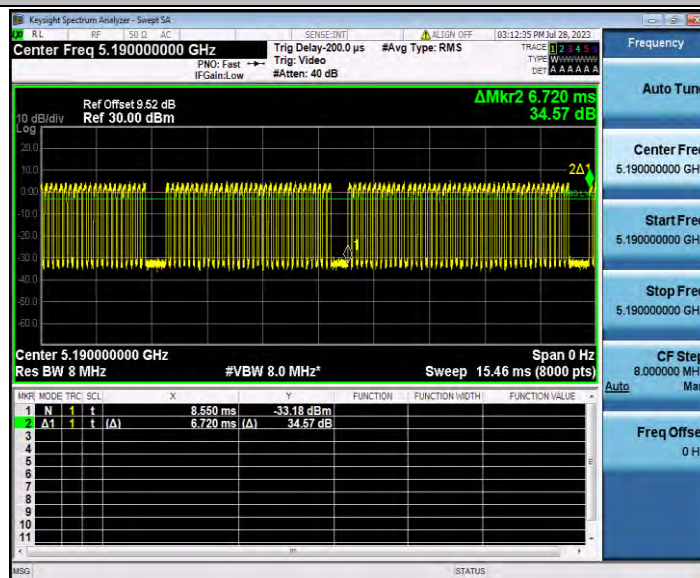 Keysight Spectrum Analyzer - Swept SA
RL RF 50 Ω AC SENSE:INT ALIGN OFF 03:12:35 PM Jul 28, 2023
Center Freq 5.190000000 GHz
PNO: Fast
IFGain:Low
Trig Delay-200.0 µs
Trig: Video
#Atten: 40 dB
#Avg Type: RMS
TRACE 1 2 3 4 5 6
TYPE W
DET A A A A A A
Frequency
Ref Offset 9.52 dB
Ref 30.00 dBm
10 dB/div
Log
ΔMkr2 6.720 ms
34.57 dB
20.0
10.0
0.00
-10.0
-20.0
-30.0
-40.0
-50.0
-60.0
2Δ1
1
Center 5.190000000 GHz
Res BW 8 MHz
#VBW 8.0 MHz*
Span 0 Hz
Sweep 15.46 ms (8000 pts)
MKR MODE TRC SCL X Y FUNCTION FUNCTION WIDTH FUNCTION VALUE
1 N 1 t 8.550 ms -33.18 dBm
2 Δ1 1 t (Δ) 6.720 ms (Δ) 34.57 dB
3
4
5
6
7
8
9
10
11
MSG STATUS
Auto Tun
Center Fre
5.190000000 GH
Start Fre
5.190000000 GH
Stop Fre
5.190000000 GH
CF Step
8.000000 MH
Auto Ma
Freq Offse
0 H